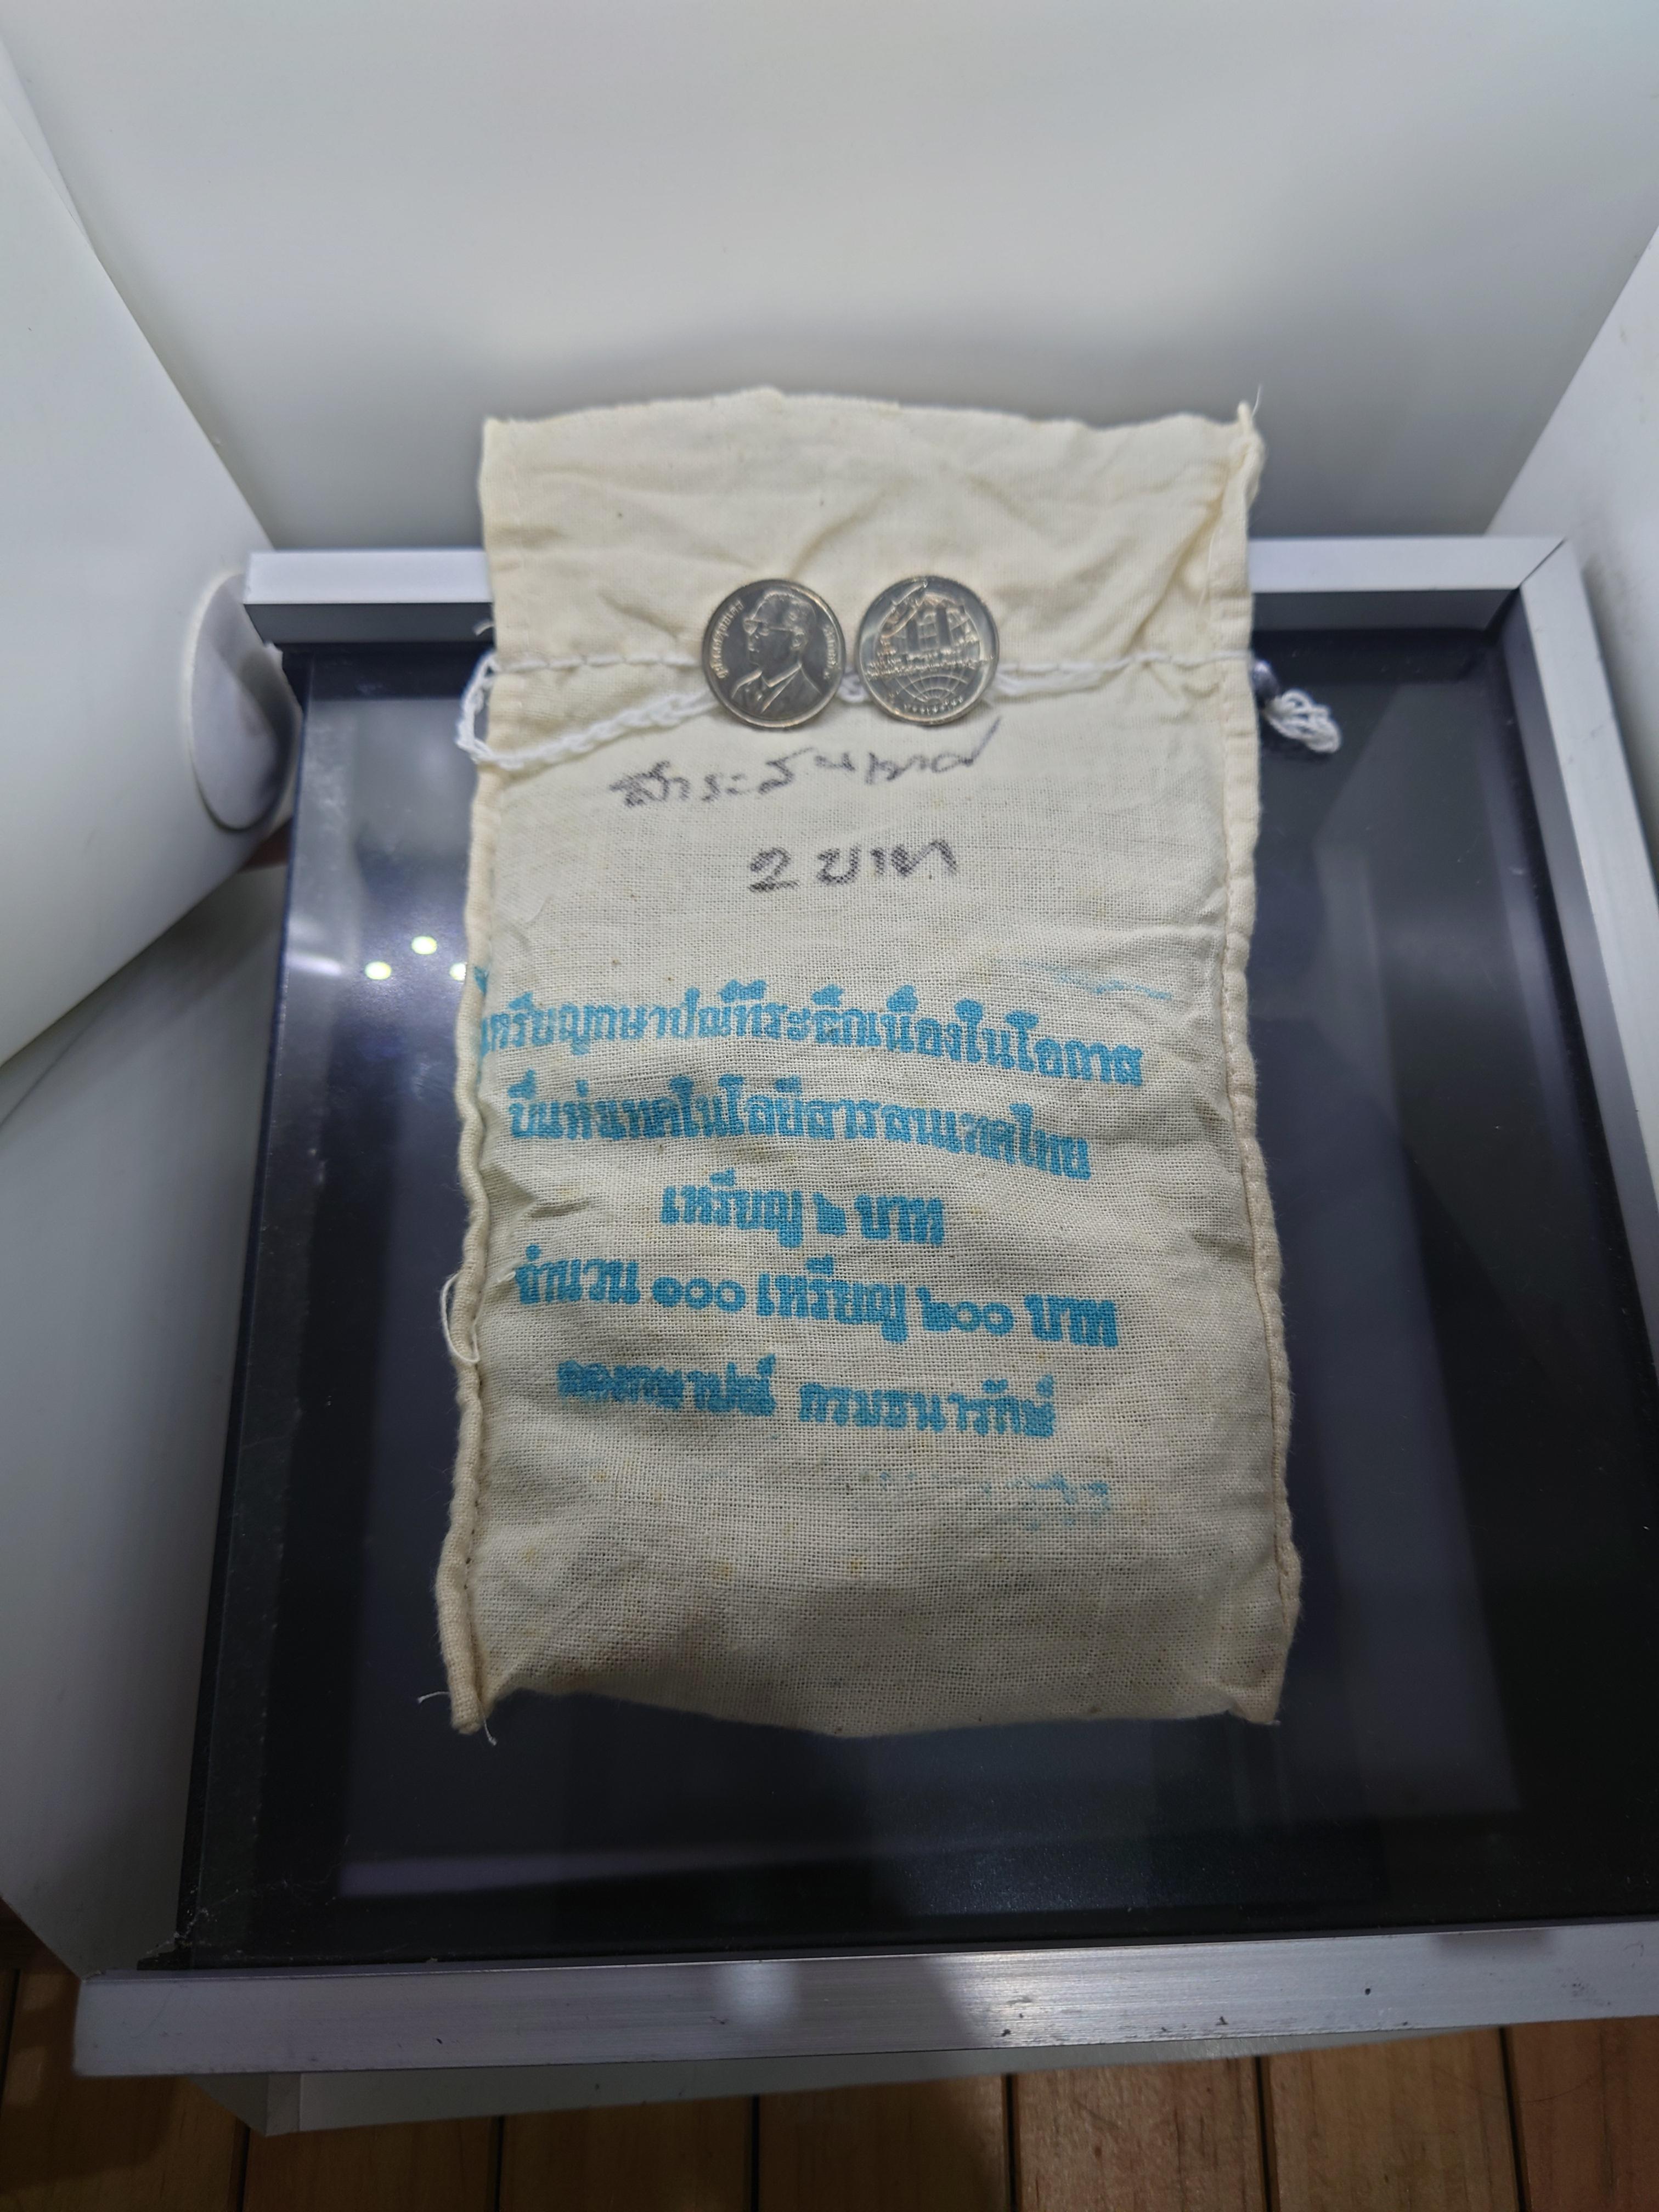 สาระสนเทศ
2 บาท
เหรียญกษาปณ์ที่ระลึกเนื่องในโอกาส
ปีแห่งเทคโนโลยีสารสนเทศไทย
เหรียญ ๒ บาท
จำนวน ๑๐๐ เหรียญ ๒๐๐ บาท
กองกษาปณ์ กรมธนารักษ์